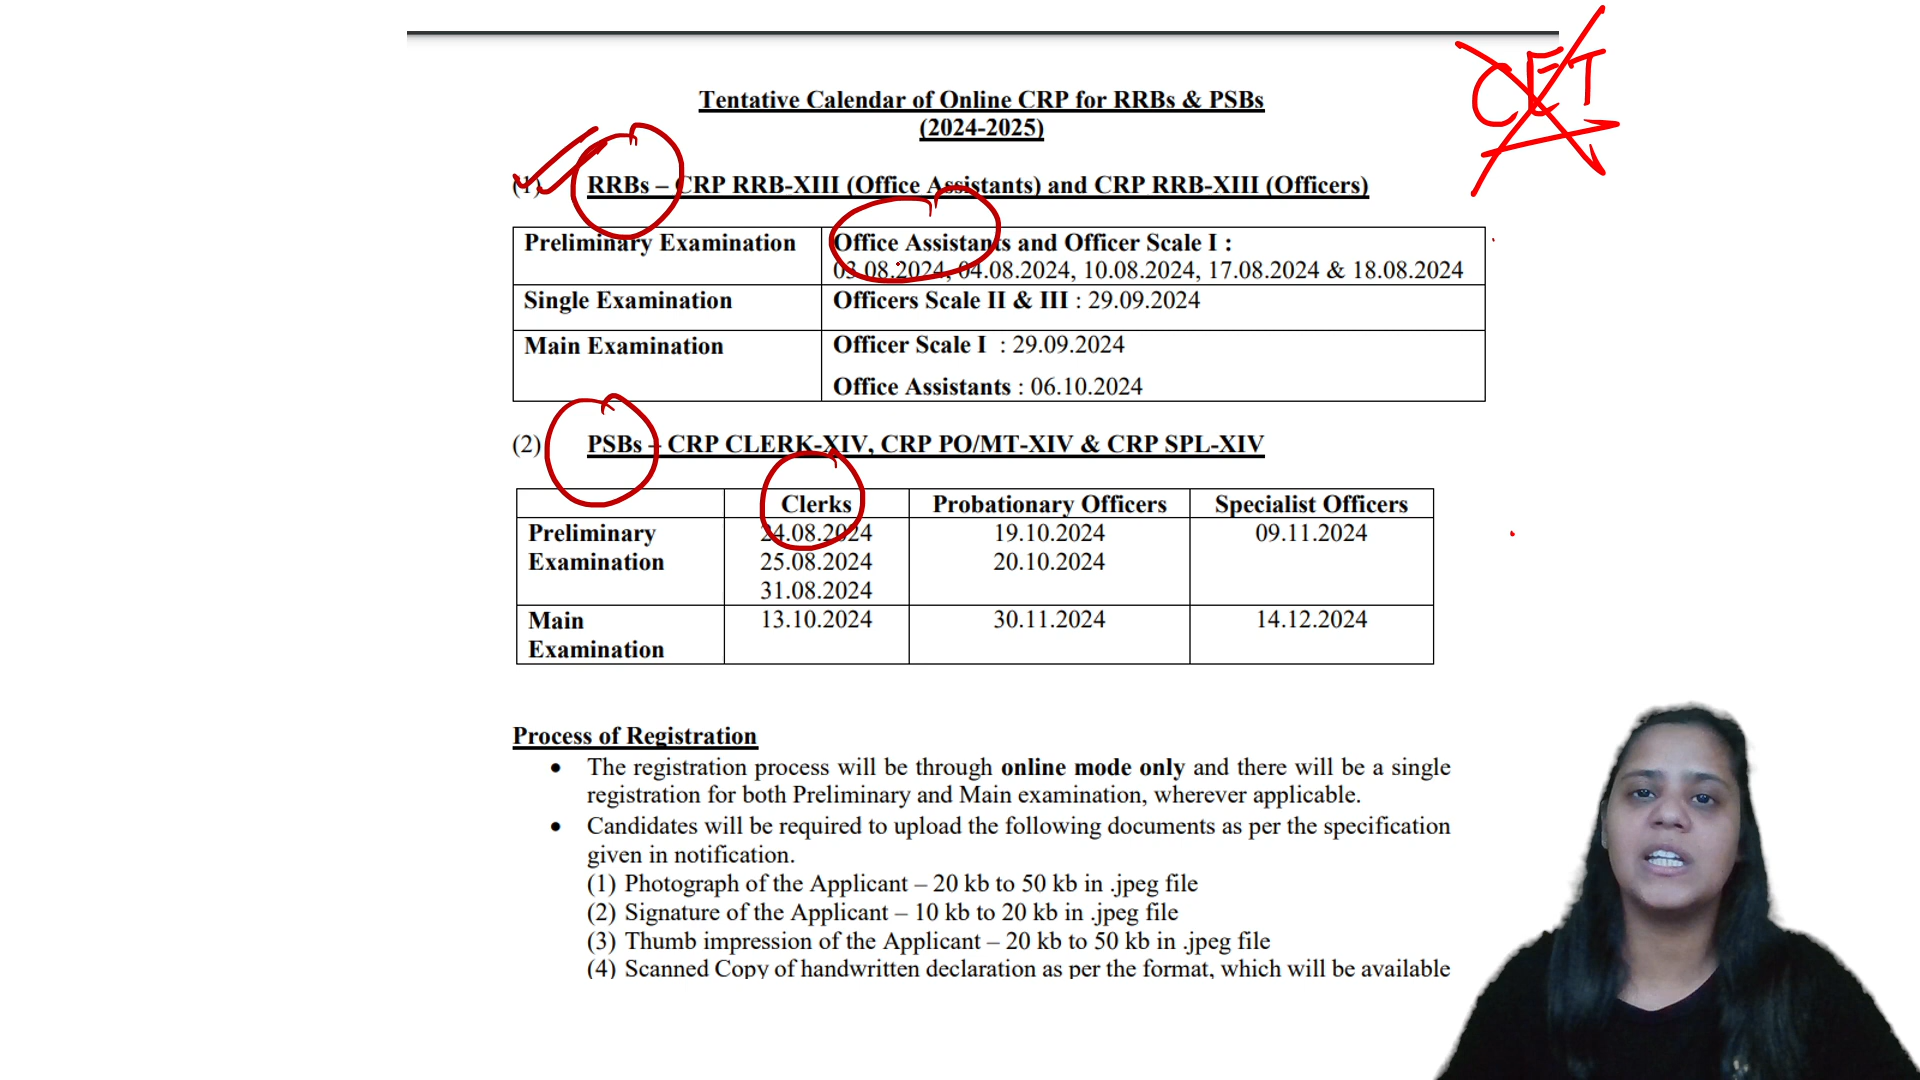 CET
Tentative Calendar of Online CRP for RRBs & PSBs
(2024-2025)
(1) RRBs – CRP RRB-XIII (Office Assistants) and CRP RRB-XIII (Officers)
Preliminary Examination Office Assistants and Officer Scale I :
03.08.2024, 04.08.2024, 10.08.2024, 17.08.2024 & 18.08.2024
Single Examination Officers Scale II & III : 29.09.2024
Main Examination Officer Scale I : 29.09.2024
Office Assistants : 06.10.2024
(2) PSBs – CRP CLERK-XIV, CRP PO/MT-XIV & CRP SPL-XIV
Clerks Probationary Officers Specialist Officers
Preliminary 24.08.2024 19.10.2024 09.11.2024
Examination 25.08.2024 20.10.2024
31.08.2024
Main 13.10.2024 30.11.2024 14.12.2024
Examination
Process of Registration
• The registration process will be through online mode only and there will be a single
registration for both Preliminary and Main examination, wherever applicable.
• Candidates will be required to upload the following documents as per the specification
given in notification.
(1) Photograph of the Applicant – 20 kb to 50 kb in .jpeg file
(2) Signature of the Applicant – 10 kb to 20 kb in .jpeg file
(3) Thumb impression of the Applicant – 20 kb to 50 kb in .jpeg file
(4) Scanned Copy of handwritten declaration as per the format, which will be available